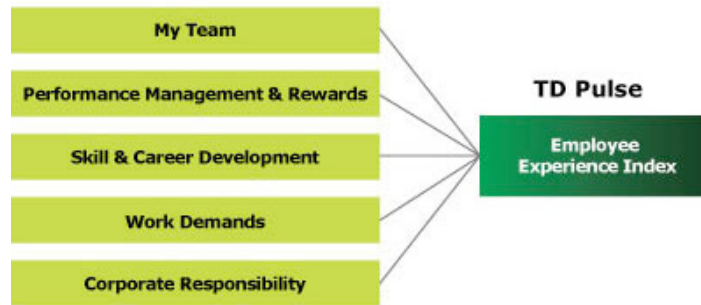 My Team
Performance Management & Rewards
Skill & Career Development
Work Demands
Corporate Responsibility
TD Pulse
Employee
Experience Index